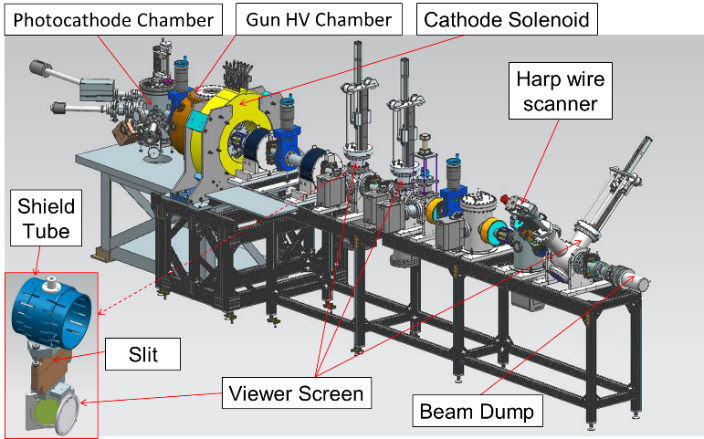 Photocathode Chamber
Gun HV Chamber
Cathode Solenoid
Harp wire
scanner
Shield
Tube
Slit
Viewer Screen
Beam Dump